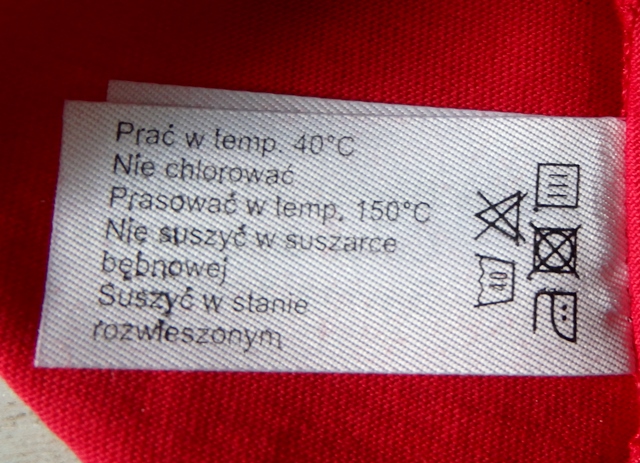 Prać w temp. 40°C
Nie chlorować
Prasować w temp. 150°C
Nie suszyć w suszarce
bębnowej
Suszyć w stanie
rozwieszonym
40